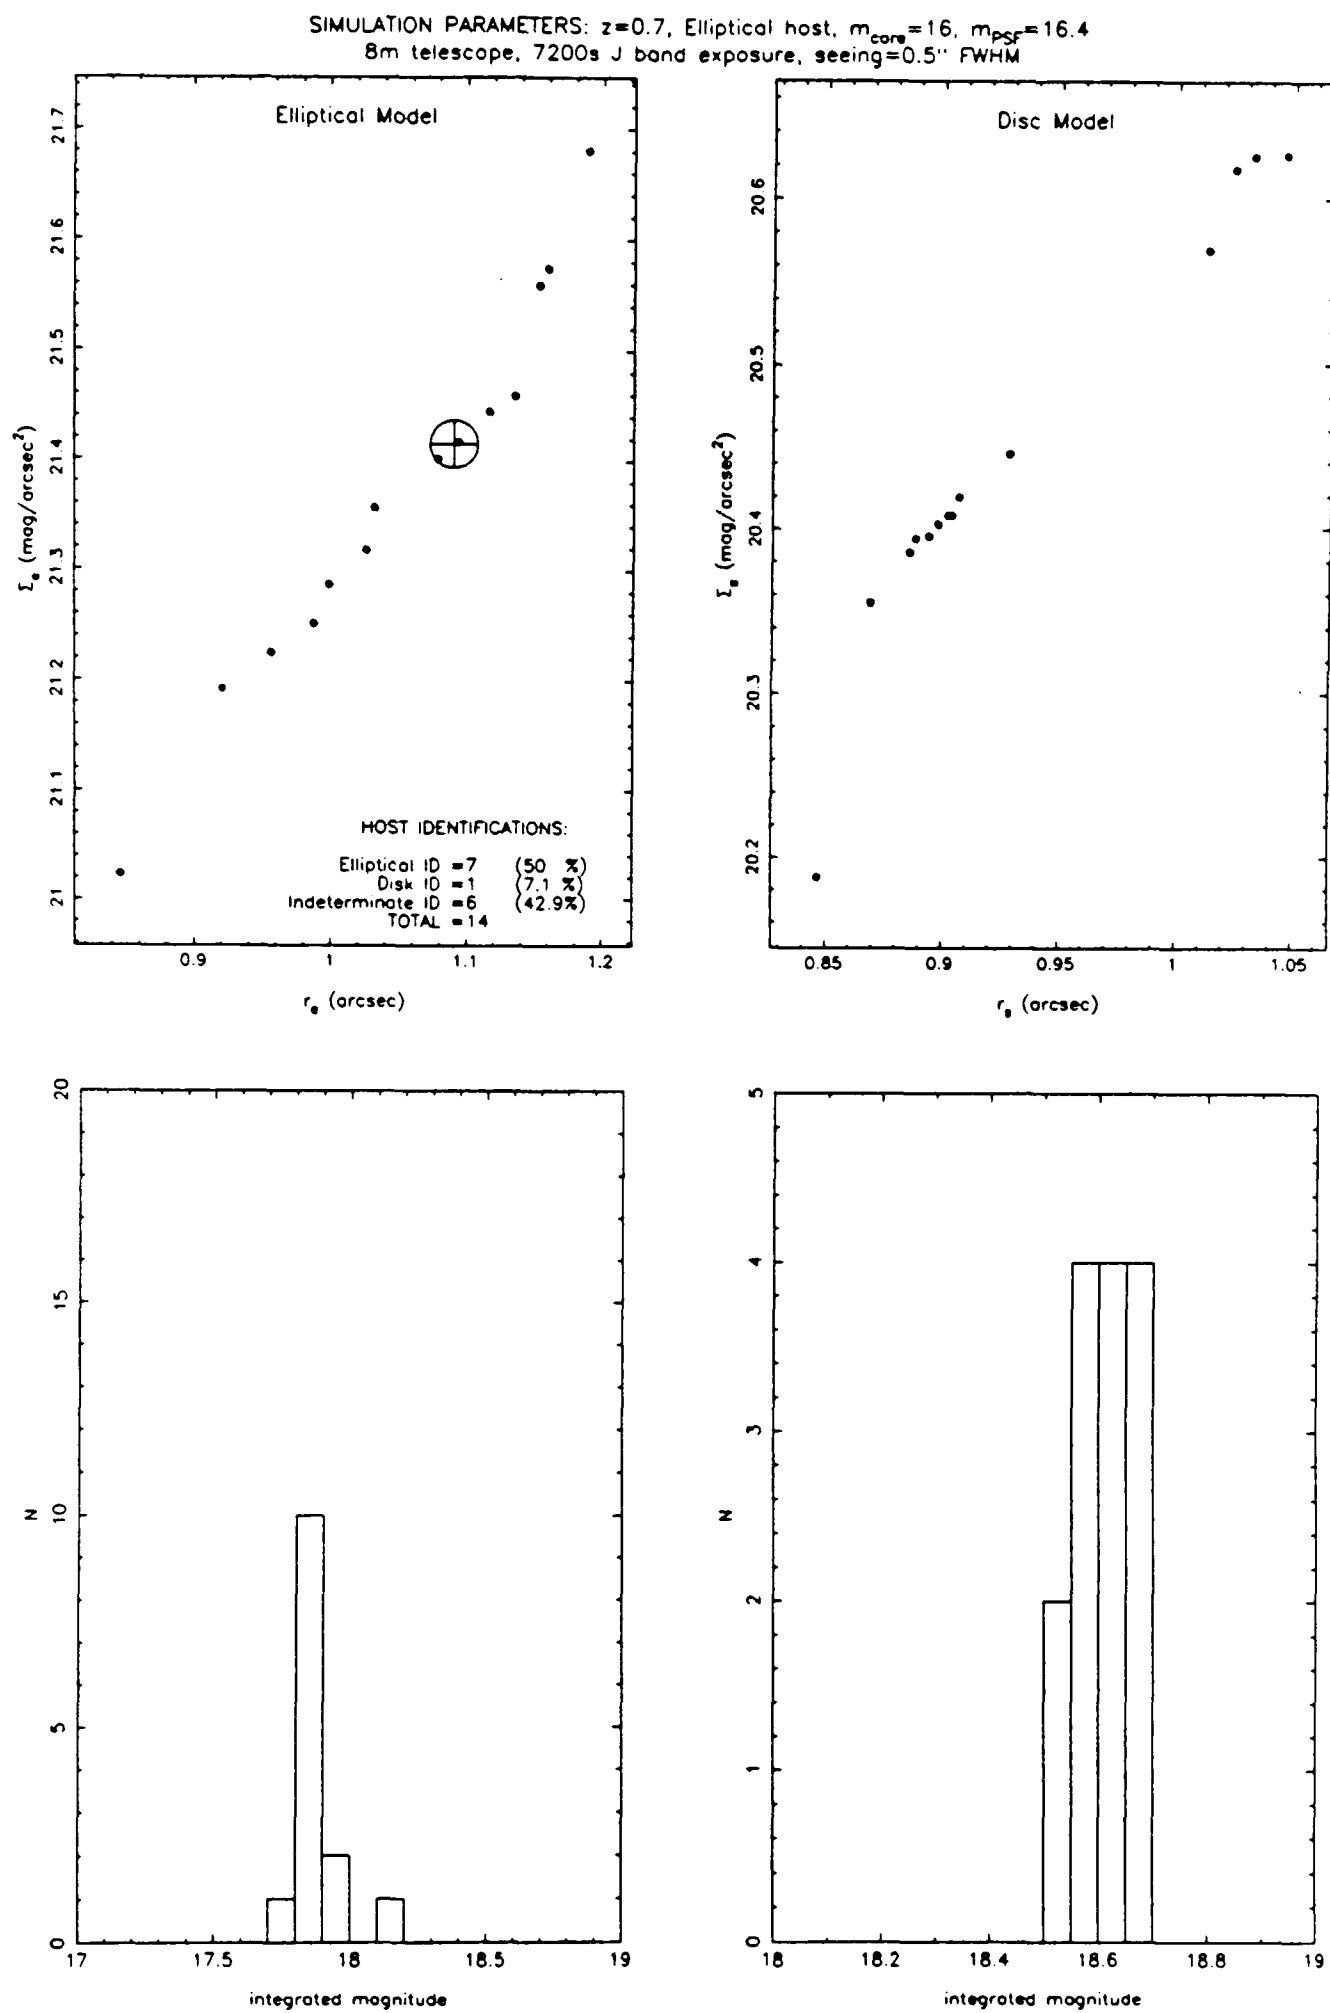 SIMULATION PARAMETERS: z=0.7, Elliptical host, m_core=16, m_PSF=16.4
8m telescope, 7200s J band exposure, seeing=0.5'' FWHM
Elliptical Model
21.7
21.6
21.5
21.4
21.3
21.2
21.1
21
Σ_e (mag/arcsec²)
HOST IDENTIFICATIONS:
Elliptical ID =7 (50 %)
Disk ID =1 (7.1 %)
Indeterminate ID =6 (42.9%)
TOTAL =14
0.9 1 1.1 1.2
r_e (arcsec)
Disc Model
20.6
20.5
20.4
20.3
20.2
Σ_s (mag/arcsec²)
0.85 0.9 0.95 1 1.05
r_s (arcsec)
20
15
10
5
0
N
17 17.5 18 18.5 19
integrated magnitude
5
4
3
2
1
0
N
18 18.2 18.4 18.6 18.8 19
integrated magnitude